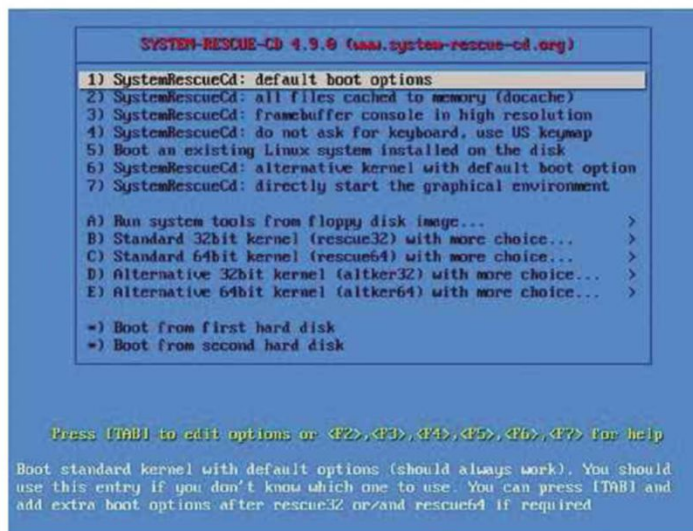 SYSTEM-RESCUE-CD 4.9.0 (www.system-rescue-cd.org)
1) SystemRescueCd: default boot options
2) SystemRescueCd: all files cached to memory (docache)
3) SystemRescueCd: framebuffer console in high resolution
4) SystemRescueCd: do not ask for keyboard, use US keymap
5) Boot an existing Linux system installed on the disk
6) SystemRescueCd: alternative kernel with default boot option
7) SystemRescueCd: directly start the graphical environment
A) Run system tools from floppy disk image... >
B) Standard 32bit kernel (rescue32) with more choice... >
C) Standard 64bit kernel (rescue64) with more choice... >
D) Alternative 32bit kernel (altker32) with more choice... >
E) Alternative 64bit kernel (altker64) with more choice... >
*) Boot from first hard disk
*) Boot from second hard disk
Press [TAB] to edit options or <F2>,<F3>,<F4>,<F5>,<F6>,<F7> for help
Boot standard kernel with default options (should always work). You should
use this entry if you don't know which one to use. You can press [TAB] and
add extra boot options after rescue32 or/and rescue64 if required